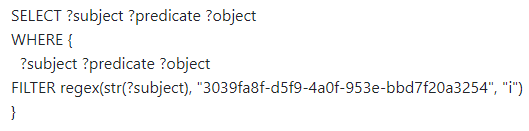 SELECT ?subject ?predicate ?object
WHERE {
?subject ?predicate ?object
FILTER regex(str(?subject), "3039fa8f-d5f9-4a0f-953e-bbd7f20a3254", "i")
}